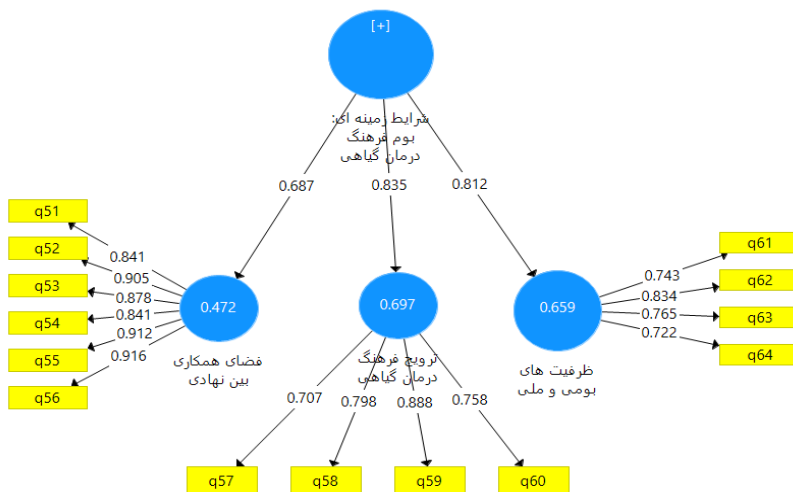 [+]
شرایط زمینه ای:
بوم فرهنگ
درمان گیاهی
0.687
0.835
0.812
q51
q52
q53
q54
q55
q56
0.841
0.905
0.878
0.841
0.912
0.916
0.472
فضای همکاری
بین نهادی
0.697
ترویج فرهنگ
درمان گیاهی
0.659
ظرفیت های
بومی و ملی
0.743
0.834
0.765
0.722
q61
q62
q63
q64
0.707
0.798
0.888
0.758
q57
q58
q59
q60